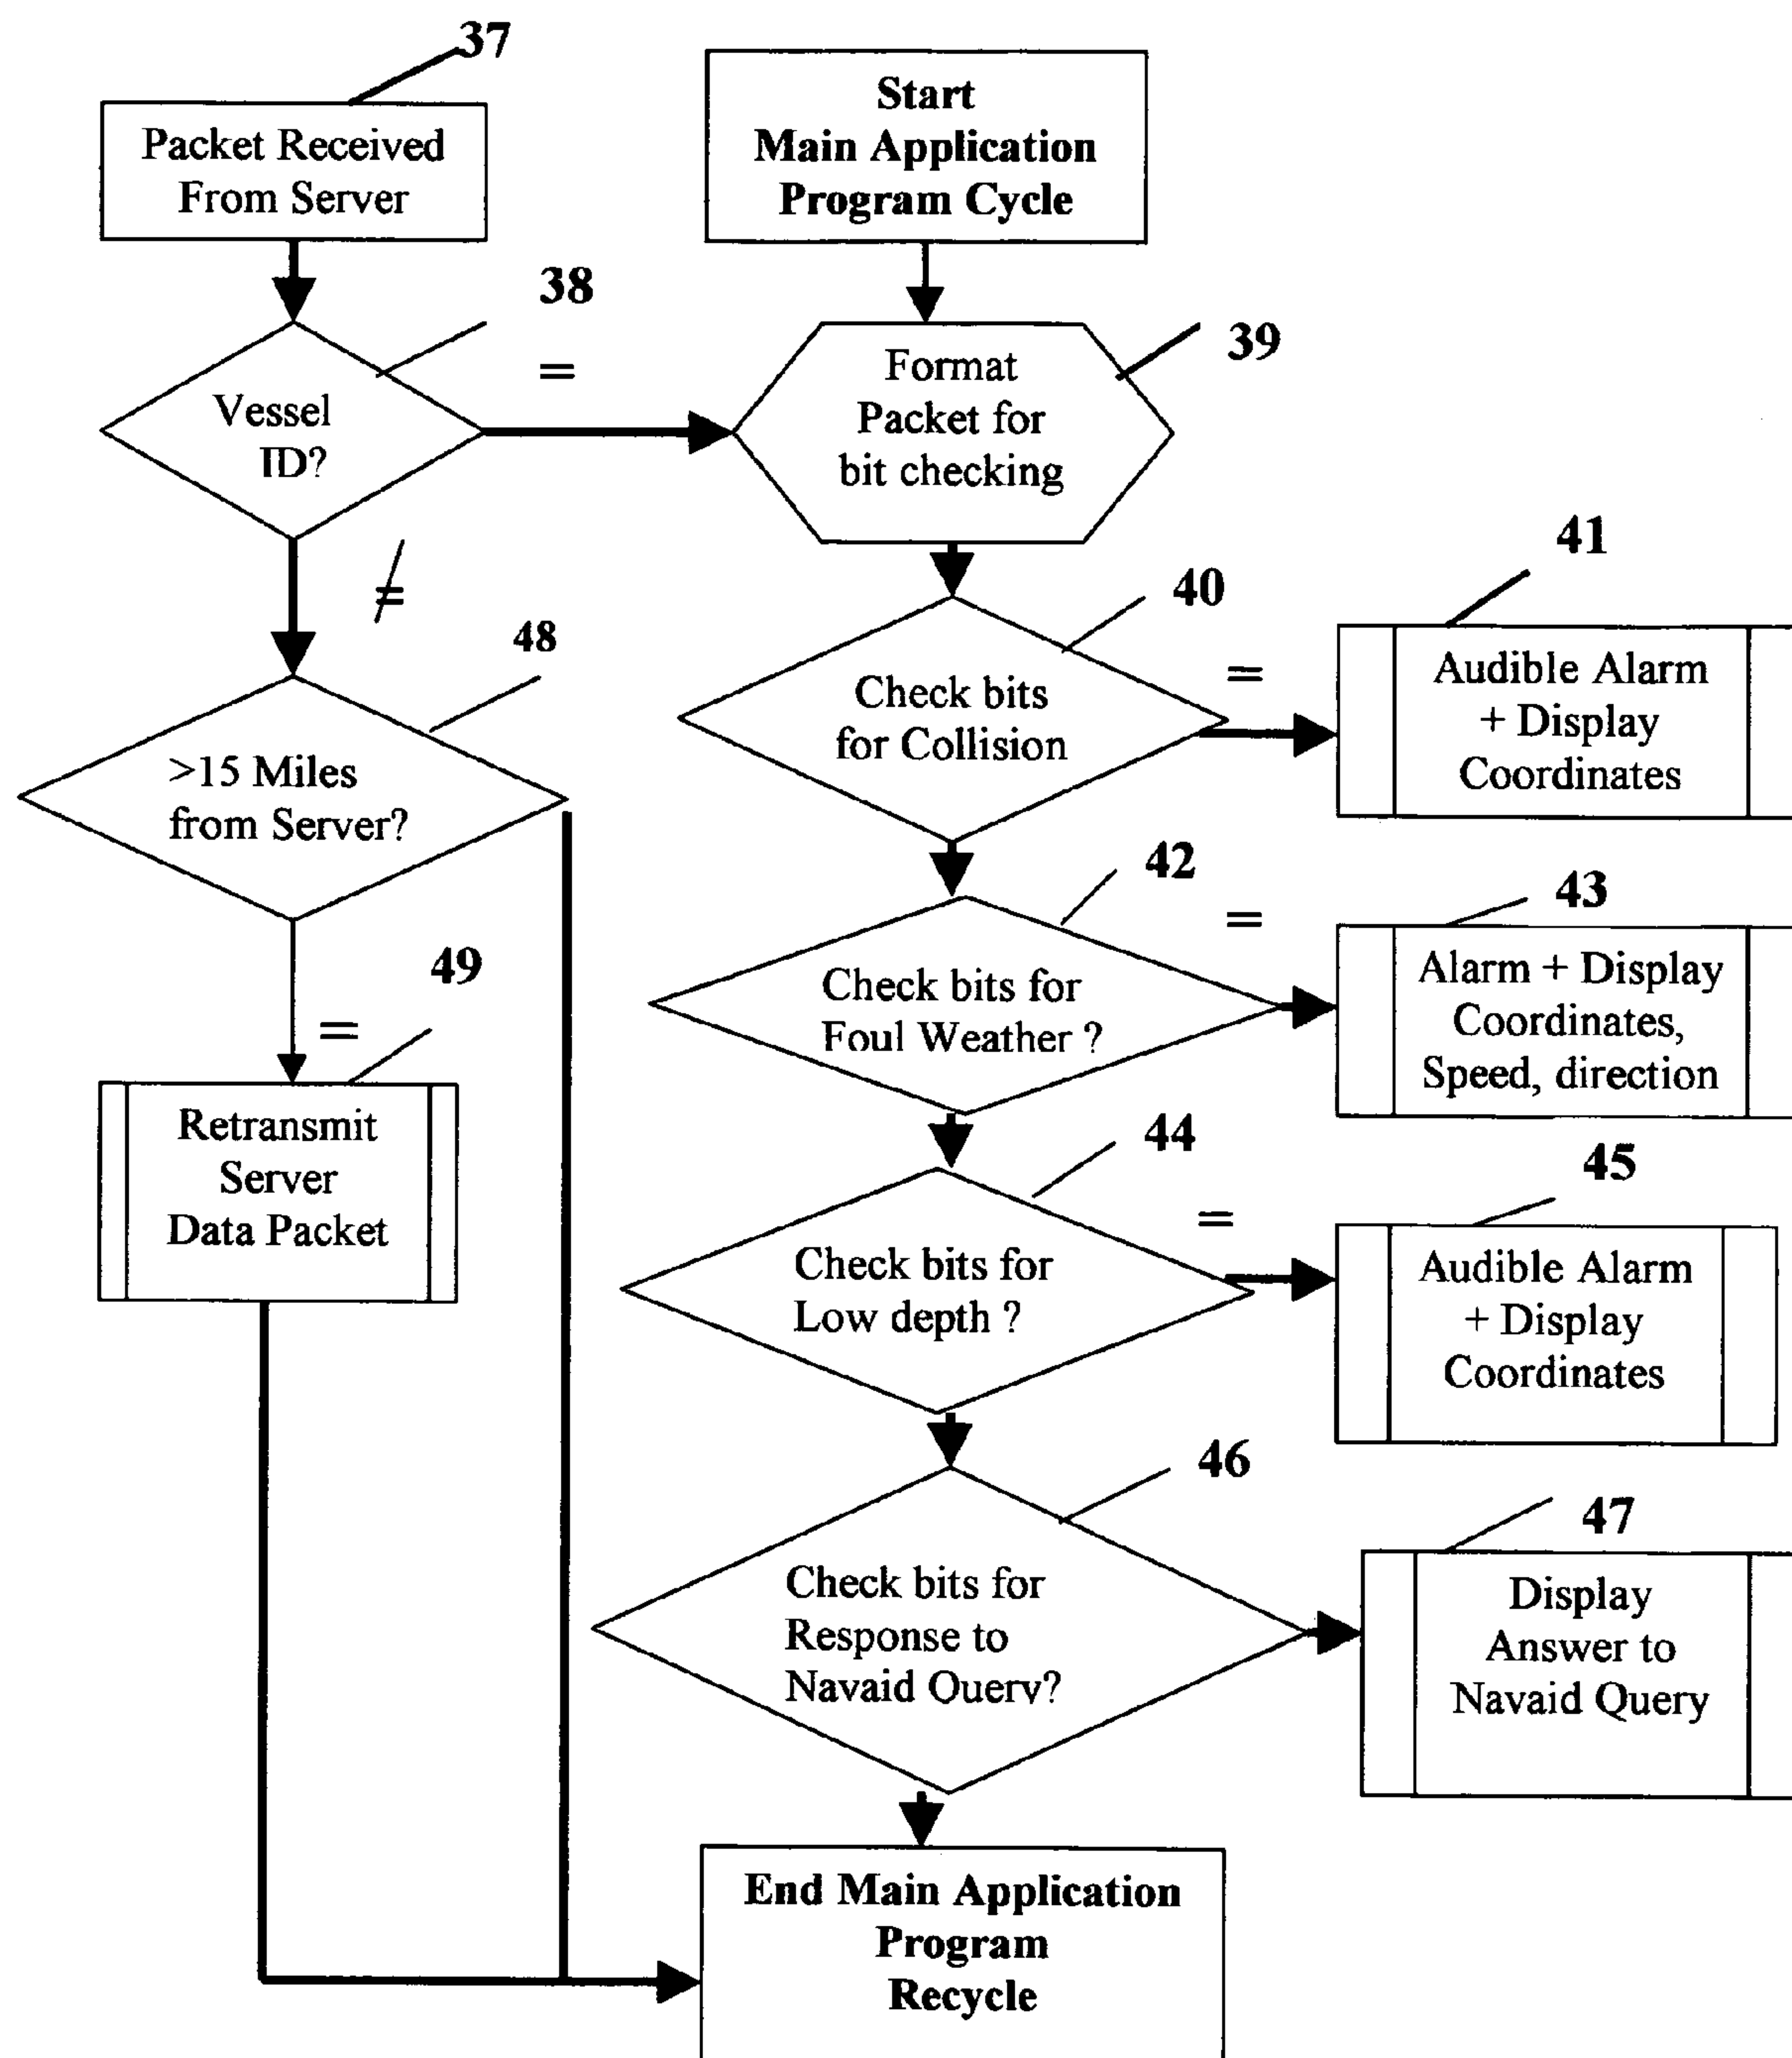 37
Packet Received
From Server
Start
Main Application
Program Cycle
38
=
Vessel
ID?
39
Format
Packet for
bit checking
≠
48
>15 Miles
from Server?
40
=
Check bits
for Collision
41
Audible Alarm
+ Display
Coordinates
42
=
Check bits for
Foul Weather ?
43
Alarm + Display
Coordinates,
Speed, direction
49
=
Retransmit
Server
Data Packet
44
=
Check bits for
Low depth ?
45
Audible Alarm
+ Display
Coordinates
46
Check bits for
Response to
Navaid Query?
47
Display
Answer to
Navaid Query
End Main Application
Program
Recycle